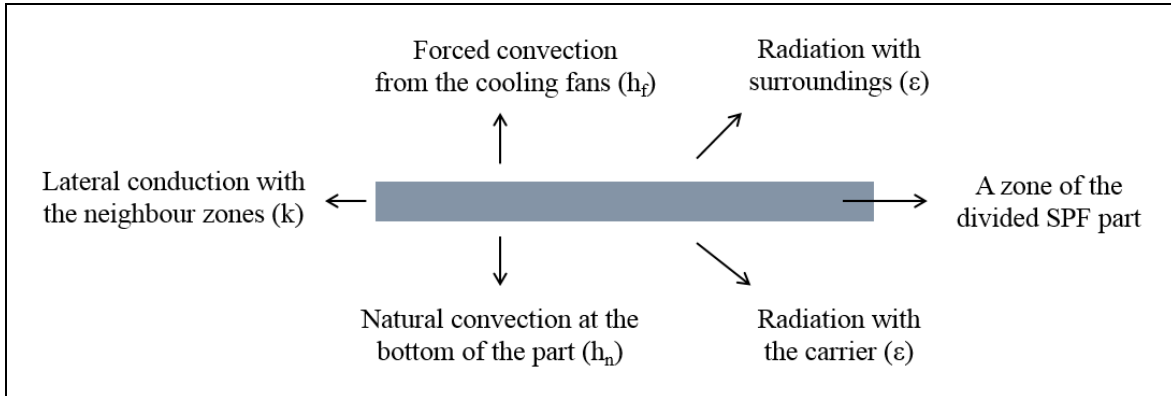 Forced convection
from the cooling fans (hf)
Radiation with
surroundings (ε)
Lateral conduction with
the neighbour zones (k)
A zone of the
divided SPF part
Natural convection at the
bottom of the part (hn)
Radiation with
the carrier (ε)